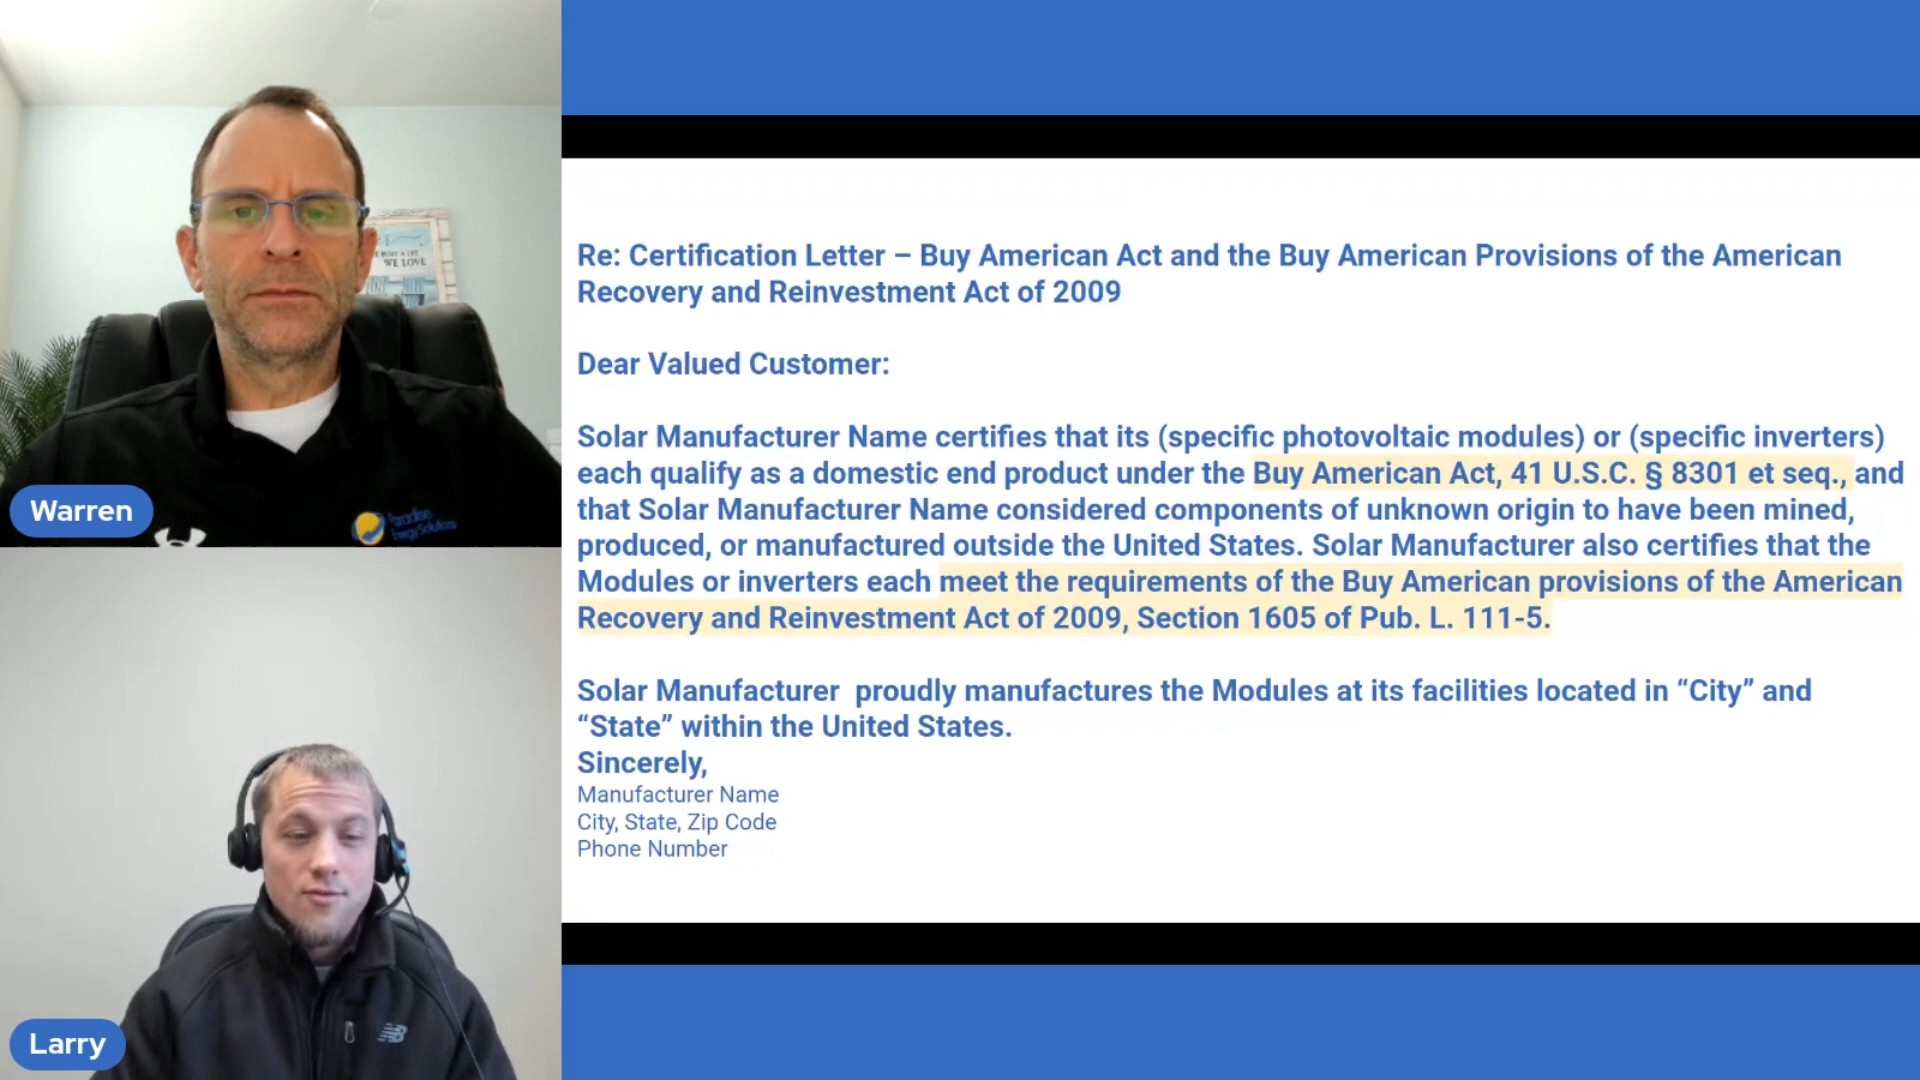 WE LOVE
Warren
Paradise
Energy Solutions
Larry
Re: Certification Letter – Buy American Act and the Buy American Provisions of the American
Recovery and Reinvestment Act of 2009
Dear Valued Customer:
Solar Manufacturer Name certifies that its (specific photovoltaic modules) or (specific inverters)
each qualify as a domestic end product under the Buy American Act, 41 U.S.C. § 8301 et seq., and
that Solar Manufacturer Name considered components of unknown origin to have been mined,
produced, or manufactured outside the United States. Solar Manufacturer also certifies that the
Modules or inverters each meet the requirements of the Buy American provisions of the American
Recovery and Reinvestment Act of 2009, Section 1605 of Pub. L. 111-5.
Solar Manufacturer  proudly manufactures the Modules at its facilities located in “City” and
“State” within the United States.
Sincerely,
Manufacturer Name
City, State, Zip Code
Phone Number